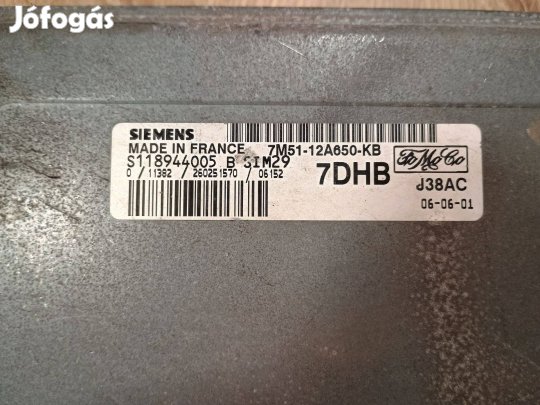 Jófogás
SIEMENS
MADE IN FRANCE 7M51-12A650-KB
S118944005 B SIM29
0 / 11382 / 260251570 / 06152
7DHB
FoMoCo
J38AC
06-06-01